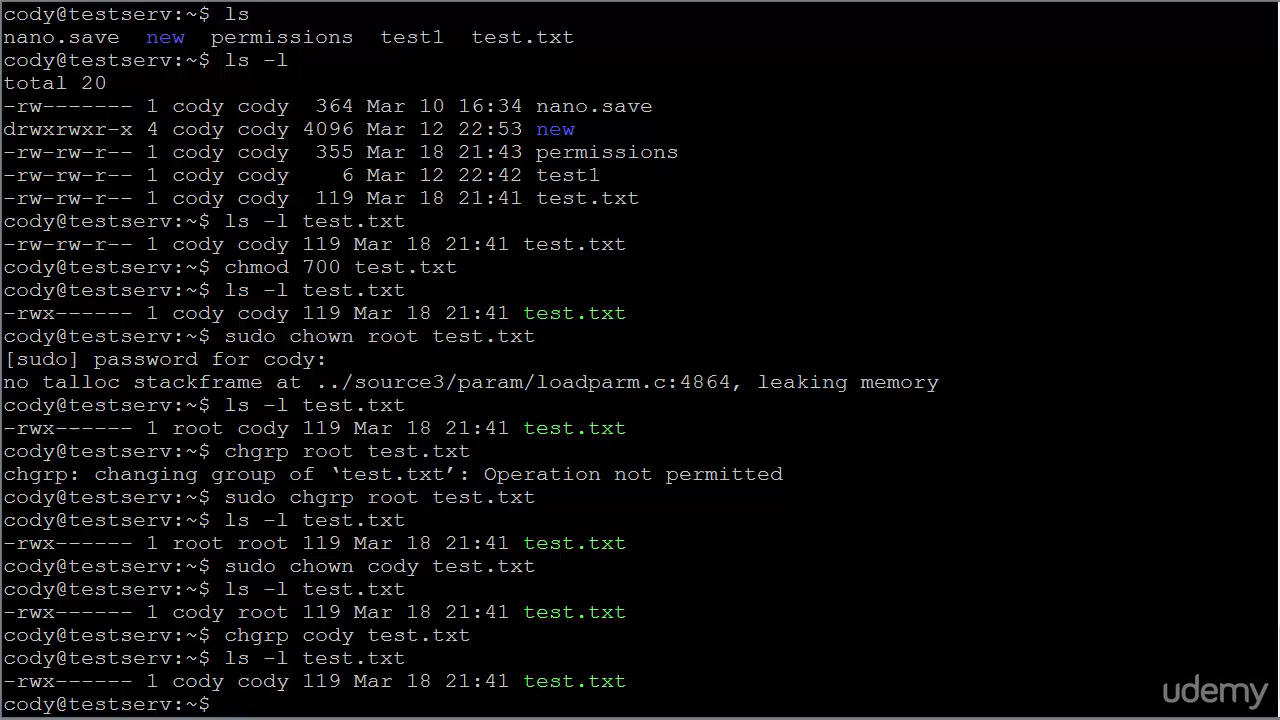 cody@testserv:~$ ls
nano.save  new  permissions  test1  test.txt
cody@testserv:~$ ls -l
total 20
-rw------- 1 cody cody  364 Mar 10 16:34 nano.save
drwxrwxr-x 4 cody cody 4096 Mar 12 22:53 new
-rw-rw-r-- 1 cody cody  355 Mar 18 21:43 permissions
-rw-rw-r-- 1 cody cody    6 Mar 12 22:42 test1
-rw-rw-r-- 1 cody cody  119 Mar 18 21:41 test.txt
cody@testserv:~$ ls -l test.txt
-rw-rw-r-- 1 cody cody 119 Mar 18 21:41 test.txt
cody@testserv:~$ chmod 700 test.txt
cody@testserv:~$ ls -l test.txt
-rwx------ 1 cody cody 119 Mar 18 21:41 test.txt
cody@testserv:~$ sudo chown root test.txt
[sudo] password for cody:
no talloc stackframe at ../source3/param/loadparm.c:4864, leaking memory
cody@testserv:~$ ls -l test.txt
-rwx------ 1 root cody 119 Mar 18 21:41 test.txt
cody@testserv:~$ chgrp root test.txt
chgrp: changing group of ‘test.txt’: Operation not permitted
cody@testserv:~$ sudo chgrp root test.txt
cody@testserv:~$ ls -l test.txt
-rwx------ 1 root root 119 Mar 18 21:41 test.txt
cody@testserv:~$ sudo chown cody test.txt
cody@testserv:~$ ls -l test.txt
-rwx------ 1 cody root 119 Mar 18 21:41 test.txt
cody@testserv:~$ chgrp cody test.txt
cody@testserv:~$ ls -l test.txt
-rwx------ 1 cody cody 119 Mar 18 21:41 test.txt
cody@testserv:~$
udemy